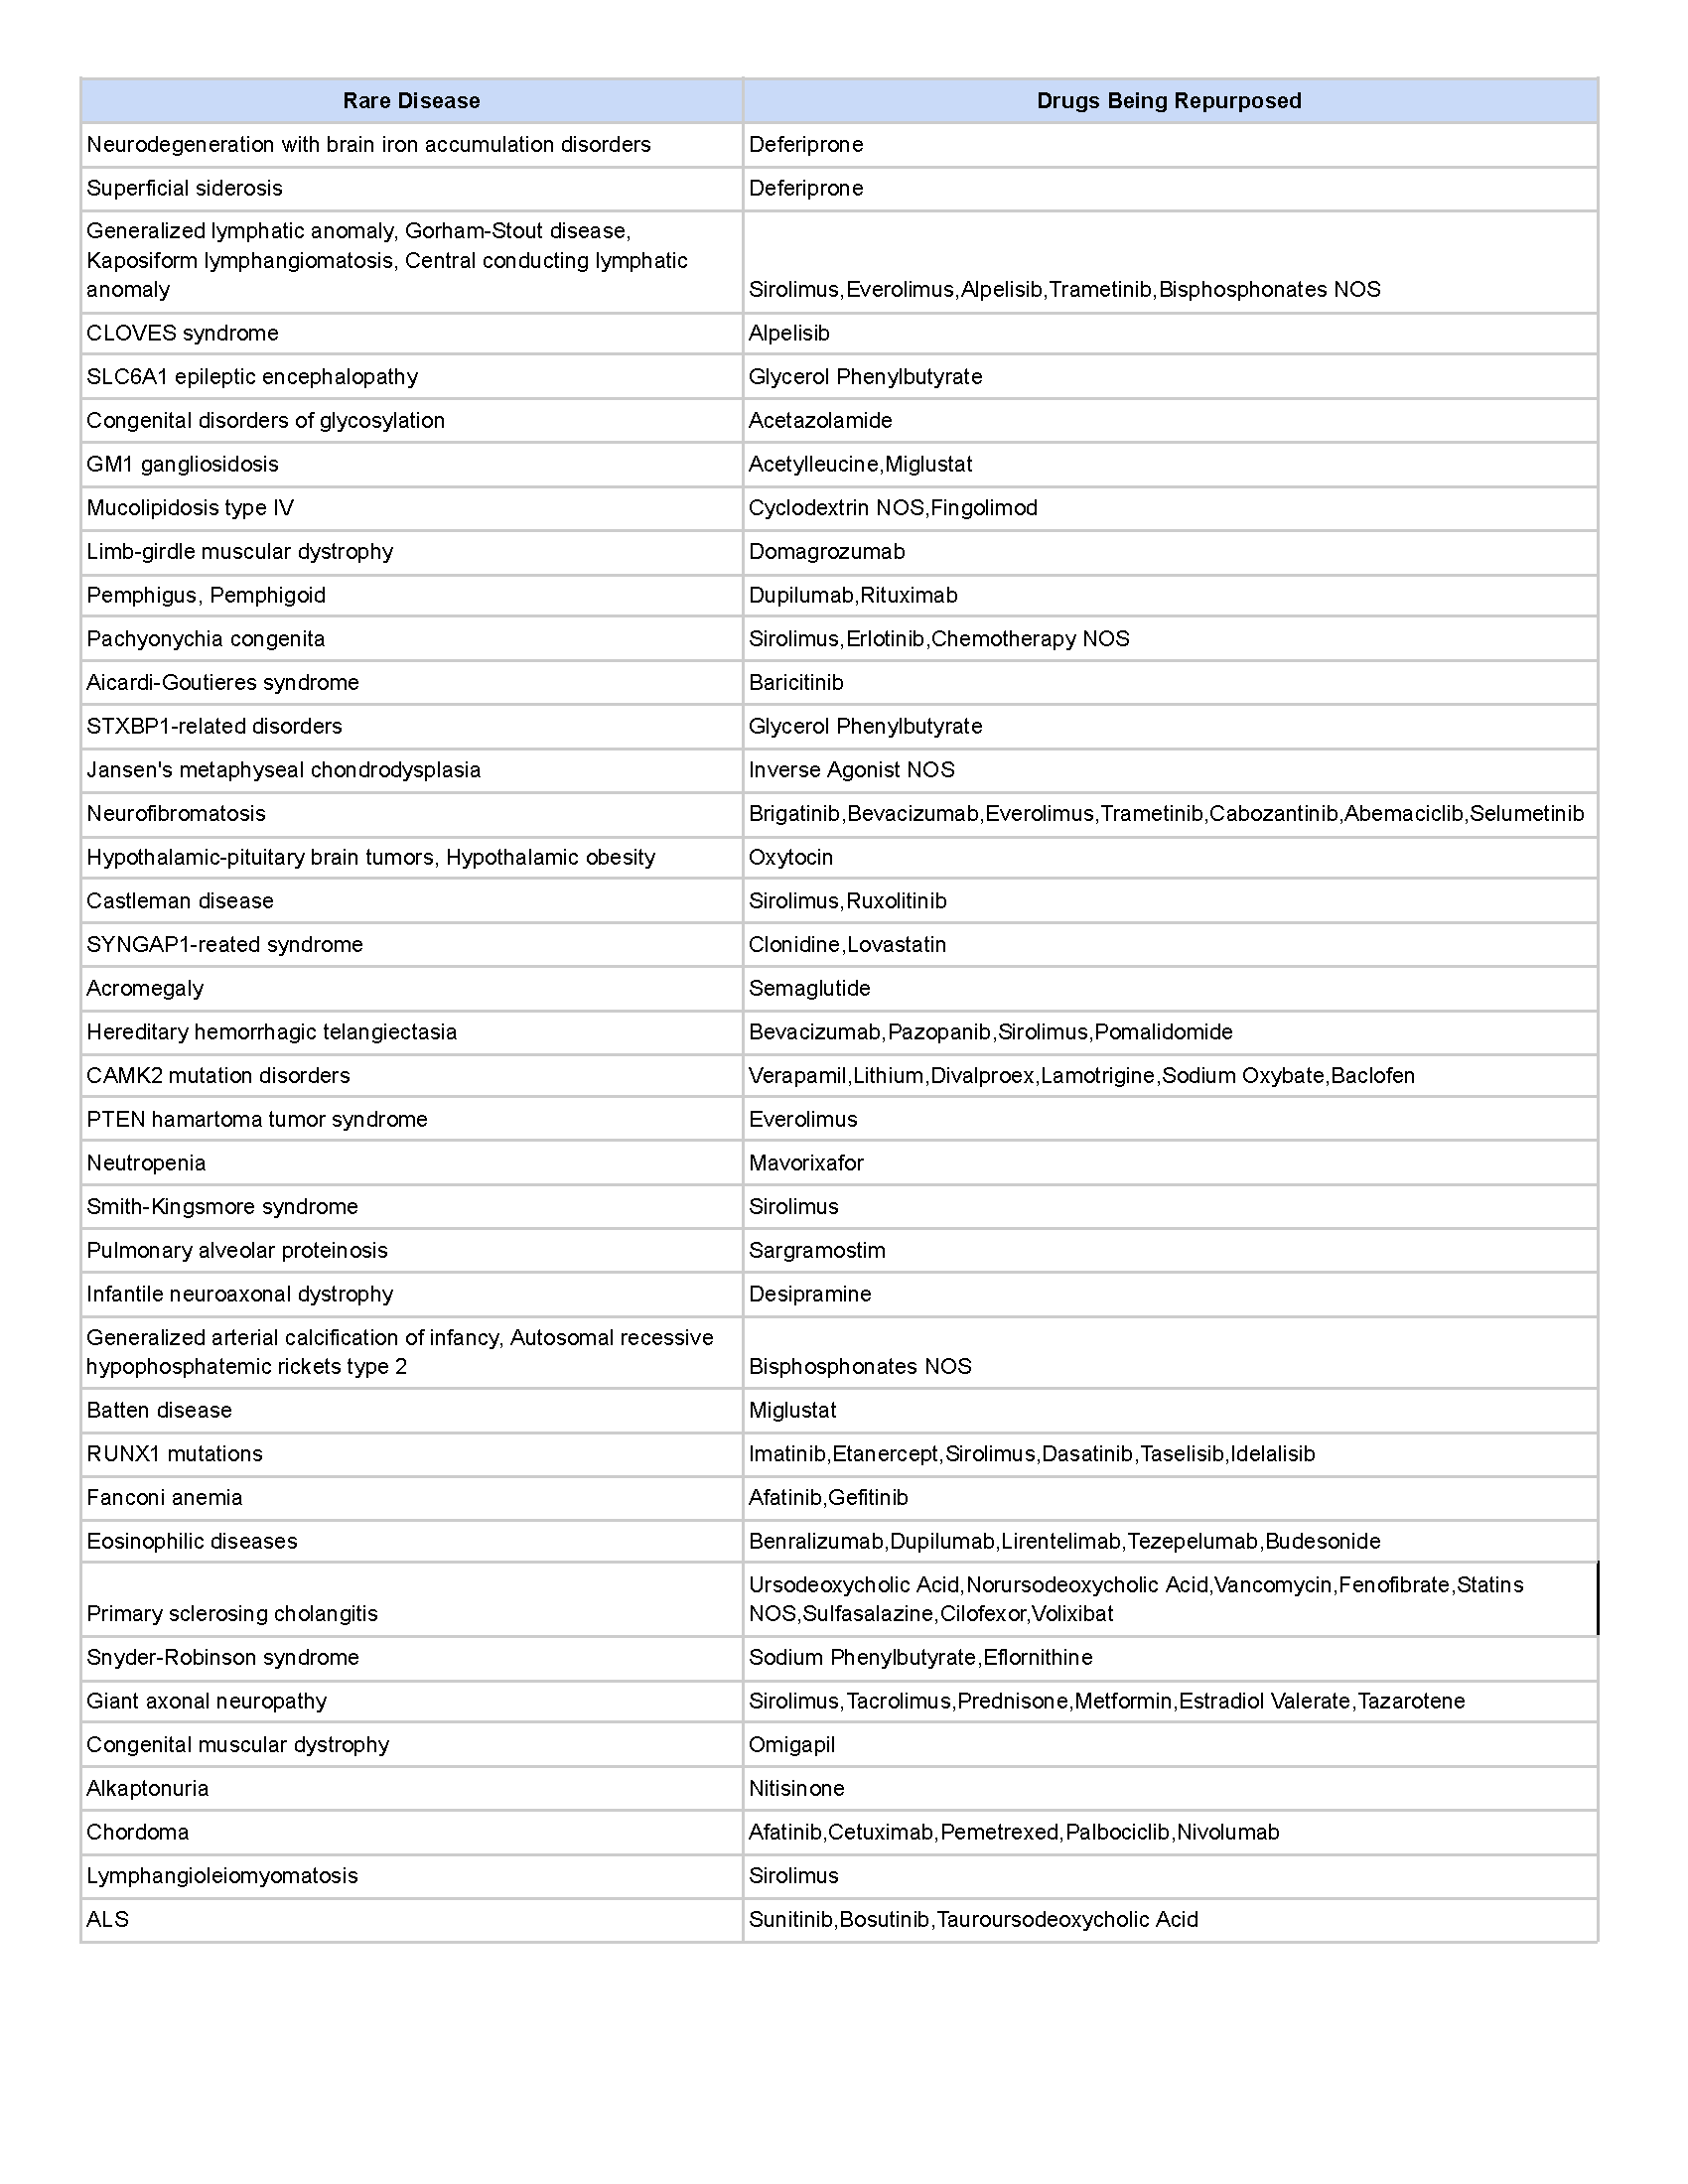 Rare Disease Drugs Being Repurposed
Neurodegeneration with brain iron accumulation disorders Deferiprone
Superficial siderosis Deferiprone
Generalized lymphatic anomaly, Gorham-Stout disease,
Kaposiform lymphangiomatosis, Central conducting lymphatic
anomaly Sirolimus,Everolimus,Alpelisib,Trametinib,Bisphosphonates NOS
CLOVES syndrome Alpelisib
SLC6A1 epileptic encephalopathy Glycerol Phenylbutyrate
Congenital disorders of glycosylation Acetazolamide
GM1 gangliosidosis Acetylleucine,Miglustat
Mucolipidosis type IV Cyclodextrin NOS,Fingolimod
Limb-girdle muscular dystrophy Domagrozumab
Pemphigus, Pemphigoid Dupilumab,Rituximab
Pachyonychia congenita Sirolimus,Erlotinib,Chemotherapy NOS
Aicardi-Goutieres syndrome Baricitinib
STXBP1-related disorders Glycerol Phenylbutyrate
Jansen's metaphyseal chondrodysplasia Inverse Agonist NOS
Neurofibromatosis Brigatinib,Bevacizumab,Everolimus,Trametinib,Cabozantinib,Abemaciclib,Selumetinib
Hypothalamic-pituitary brain tumors, Hypothalamic obesity Oxytocin
Castleman disease Sirolimus,Ruxolitinib
SYNGAP1-reated syndrome Clonidine,Lovastatin
Acromegaly Semaglutide
Hereditary hemorrhagic telangiectasia Bevacizumab,Pazopanib,Sirolimus,Pomalidomide
CAMK2 mutation disorders Verapamil,Lithium,Divalproex,Lamotrigine,Sodium Oxybate,Baclofen
PTEN hamartoma tumor syndrome Everolimus
Neutropenia Mavorixafor
Smith-Kingsmore syndrome Sirolimus
Pulmonary alveolar proteinosis Sargramostim
Infantile neuroaxonal dystrophy Desipramine
Generalized arterial calcification of infancy, Autosomal recessive
hypophosphatemic rickets type 2 Bisphosphonates NOS
Batten disease Miglustat
RUNX1 mutations Imatinib,Etanercept,Sirolimus,Dasatinib,Taselisib,Idelalisib
Fanconi anemia Afatinib,Gefitinib
Eosinophilic diseases Benralizumab,Dupilumab,Lirentelimab,Tezepelumab,Budesonide
Ursodeoxycholic Acid,Norursodeoxycholic Acid,Vancomycin,Fenofibrate,Statins
Primary sclerosing cholangitis NOS,Sulfasalazine,Cilofexor,Volixibat
Snyder-Robinson syndrome Sodium Phenylbutyrate,Eflornithine
Giant axonal neuropathy Sirolimus,Tacrolimus,Prednisone,Metformin,Estradiol Valerate,Tazarotene
Congenital muscular dystrophy Omigapil
Alkaptonuria Nitisinone
Chordoma Afatinib,Cetuximab,Pemetrexed,Palbociclib,Nivolumab
Lymphangioleiomyomatosis Sirolimus
ALS Sunitinib,Bosutinib,Tauroursodeoxycholic Acid